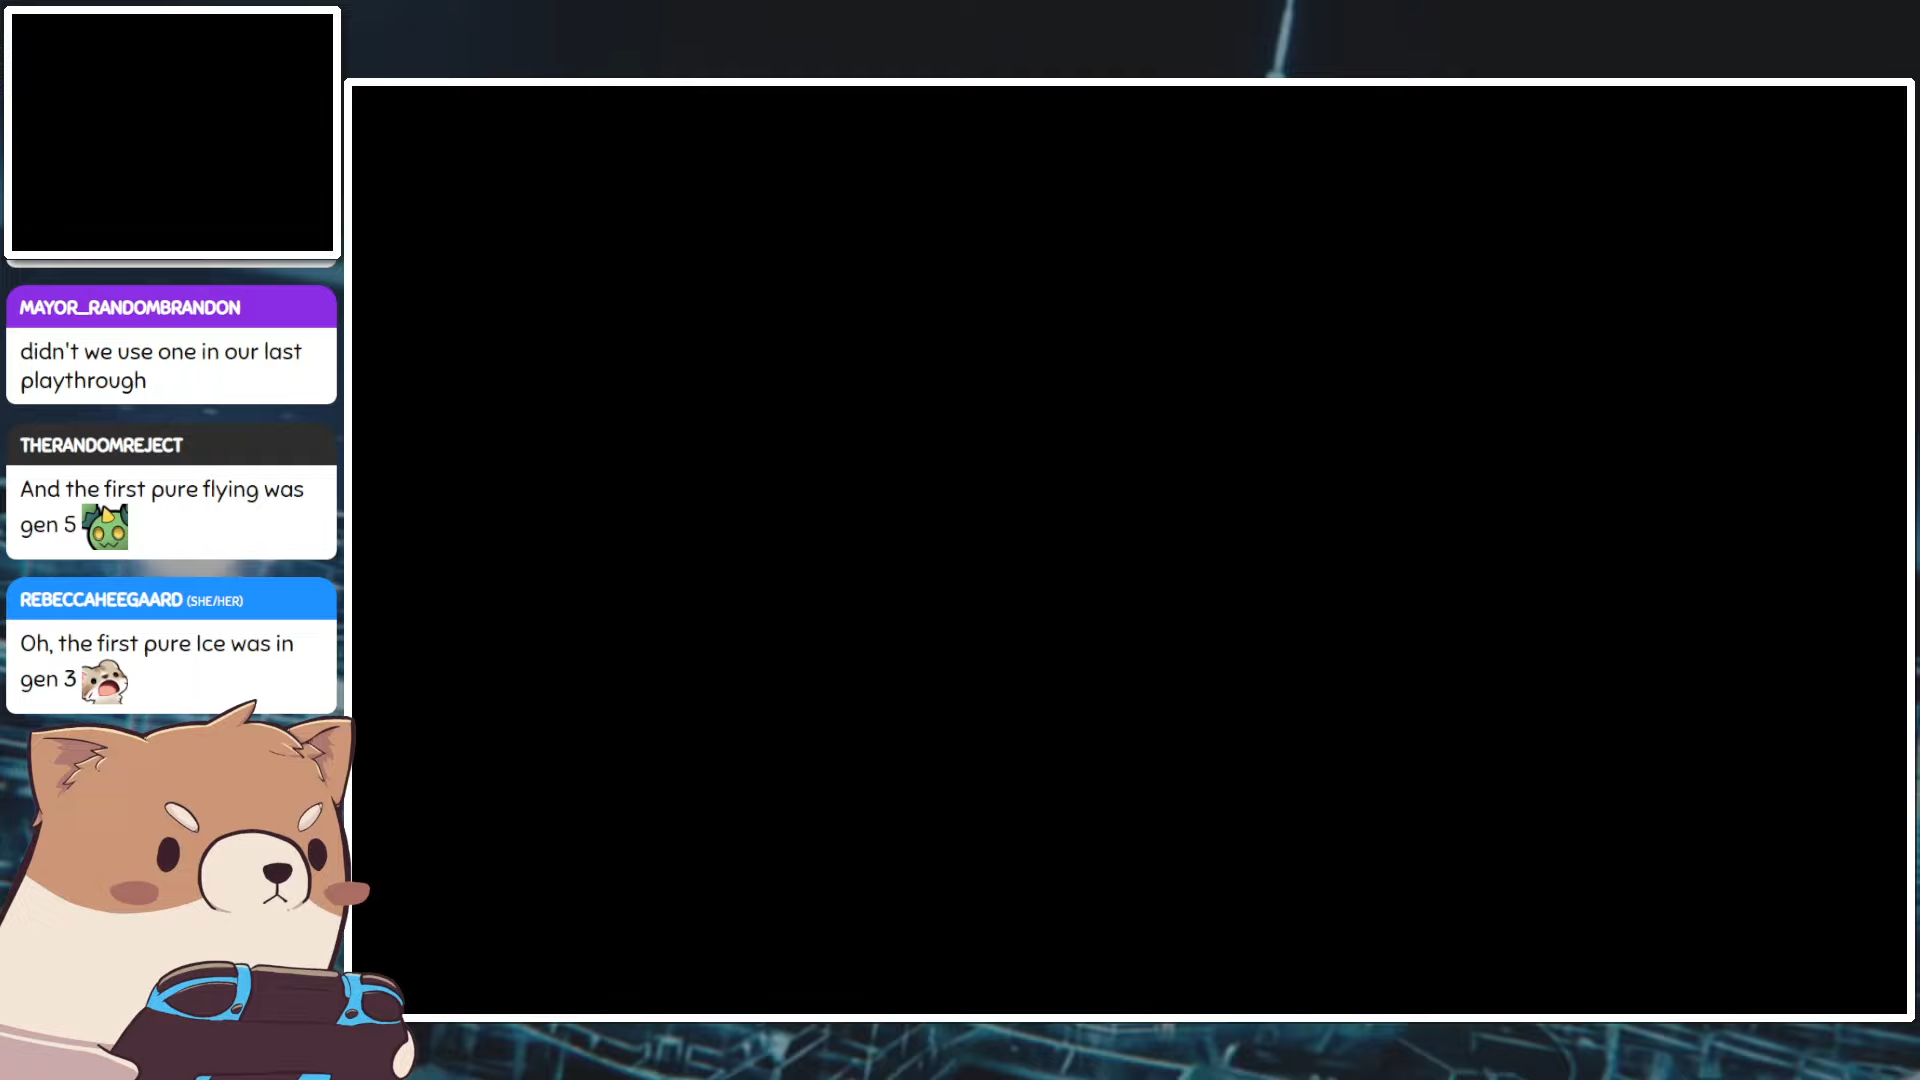 MAYOR_RANDOMBRANDON
didn't we use one in our last
playthrough
THERANDOMREJECT
And the first pure flying was
gen 5
REBECCAHEEGAARD (SHE/HER)
Oh, the first pure Ice was in
gen 3